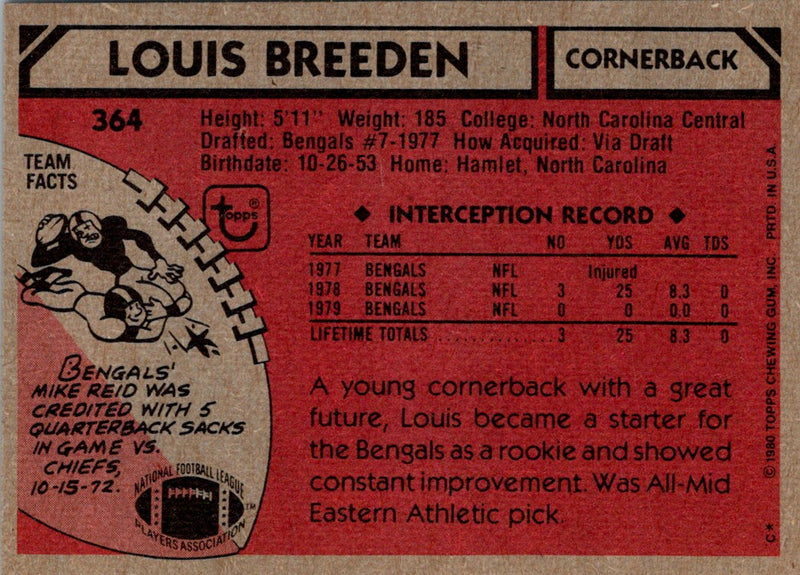 LOUIS BREEDEN
CORNERBACK
364
Height: 5'11" Weight: 185 College: North Carolina Central
Drafted: Bengals #7-1977 How Acquired: Via Draft
Birthdate: 10-26-53 Home: Hamlet, North Carolina
TEAM
FACTS
topps®
◆ INTERCEPTION RECORD ◆
YEAR TEAM NO YDS AVG TDS
1977 BENGALS NFL Injured
1978 BENGALS NFL 3 25 8.3 0
1979 BENGALS NFL 0 0 0.0 0
LIFETIME TOTALS 3 25 8.3 0
BENGALS'
MIKE REID WAS
CREDITED WITH 5
QUARTERBACK SACKS
IN GAME VS.
CHIEFS,
10-15-72.
A young cornerback with a great
future, Louis became a starter for
the Bengals as a rookie and showed
constant improvement. Was All-Mid
Eastern Athletic pick.
NATIONAL FOOTBALL LEAGUE
PLAYERS ASSOCIATION™
© 1980 TOPPS CHEWING GUM, INC. PRTD. IN U.S.A.
C*